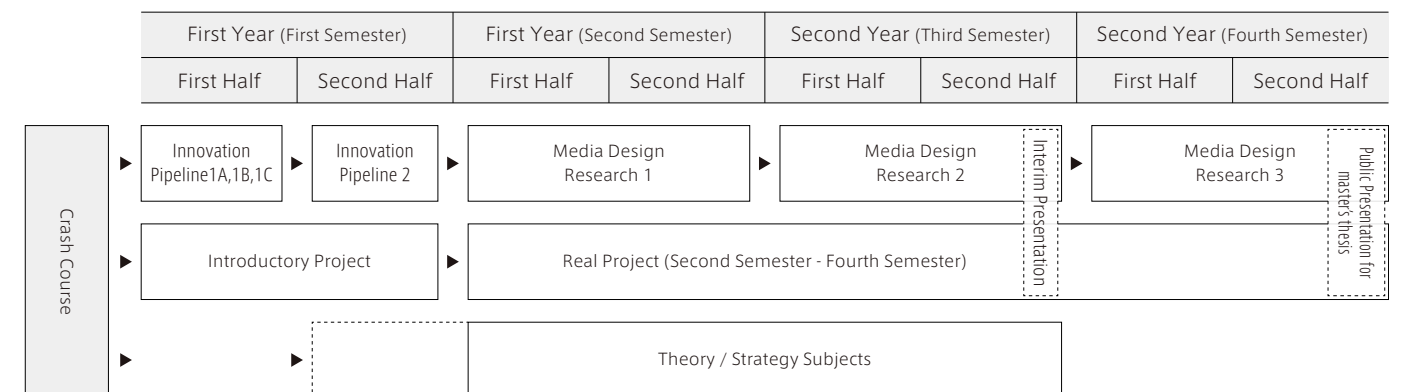 First Year (First Semester)
First Year (Second Semester)
Second Year (Third Semester)
Second Year (Fourth Semester)
First Half
Second Half
First Half
Second Half
First Half
Second Half
First Half
Second Half
Crash Course
Innovation
Pipeline1A,1B,1C
Innovation
Pipeline 2
Media Design
Research 1
Media Design
Research 2
Interim Presentation
Media Design
Research 3
Public Presentation for
master's thesis
Introductory Project
Real Project (Second Semester - Fourth Semester)
Theory / Strategy Subjects